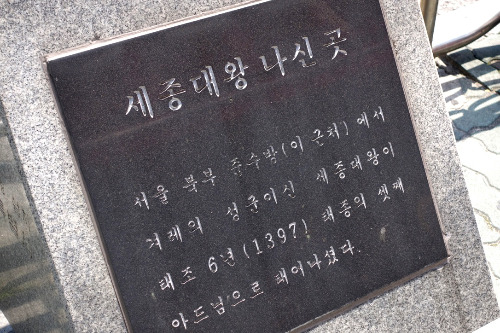 세종대왕 나신 곳
서울 북부 준수방(이 근처)에서
겨레의 성군이신 세종대왕이
태조 6년(1397) 태종의 셋째
아드님으로 태어나셨다.